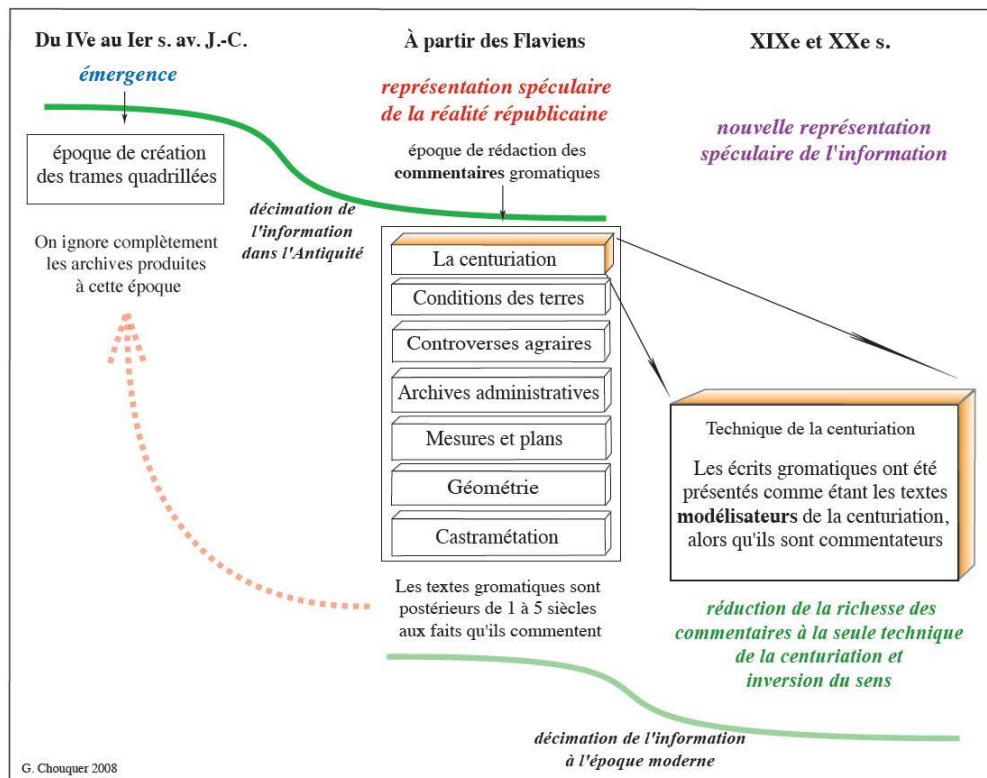 Du IVe au Ier s. av. J.-C.
émergence
époque de création
des trames quadrillées
On ignore complètement
les archives produites
à cette époque
décimation de
l'information
dans l'Antiquité
À partir des Flaviens
représentation spéculaire
de la réalité républicaine
époque de rédaction des
commentaires gromatiques
La centuriation
Conditions des terres
Controverses agraires
Archives administratives
Mesures et plans
Géométrie
Castramétation
Les textes gromatiques sont
postérieurs de 1 à 5 siècles
aux faits qu'ils commentent
XIXe et XXe s.
nouvelle représentation
spéculaire de l'information
Technique de la centuriation
Les écrits gromatiques ont été
présentés comme étant les textes
modélisateurs de la centuriation,
alors qu'ils sont commentateurs
réduction de la richesse des
commentaires à la seule technique
de la centuriation et
inversion du sens
décimation de l'information
à l'époque moderne
G. Chouquer 2008